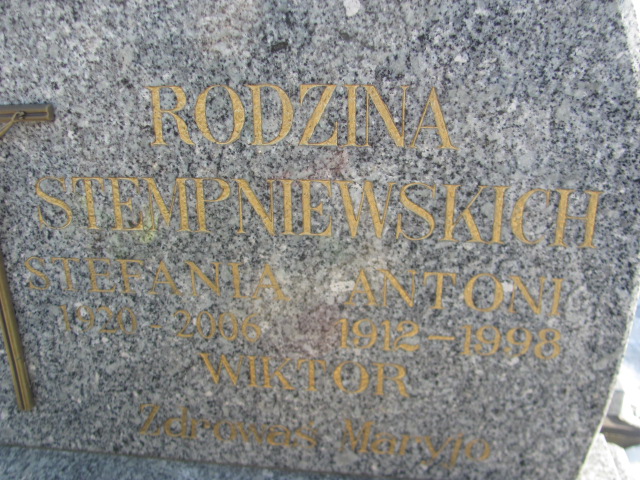 RODZINA
STEMPNIEWSKICH
STEFANIA ANTONI
1920 - 2006 1912 - 1998
WIKTOR
Zdrowaś Maryjo